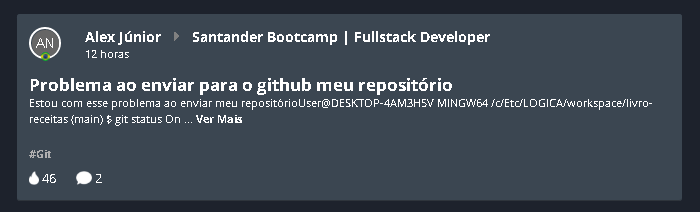 AN
Alex Júnior Santander Bootcamp | Fullstack Developer
12 horas
Problema ao enviar para o github meu repositório
Estou com esse problema ao enviar meu repositórioUser@DESKTOP-4AM3HSV MINGW64 /c/Etc/LOGICA/workspace/livro-
receitas (main) $ git status On ... Ver Mais
#Git
46 2